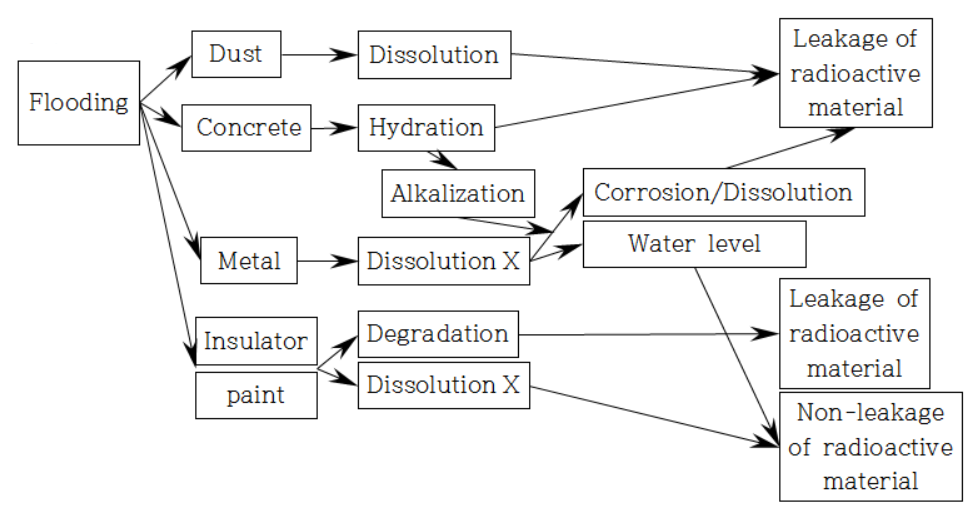 Flooding
Dust
Dissolution
Leakage of
radioactive
material
Concrete
Hydration
Alkalization
Corrosion/Dissolution
Water level
Metal
Dissolution X
Insulator
paint
Degradation
Dissolution X
Leakage of
radioactive
material
Non-leakage
of radioactive
material